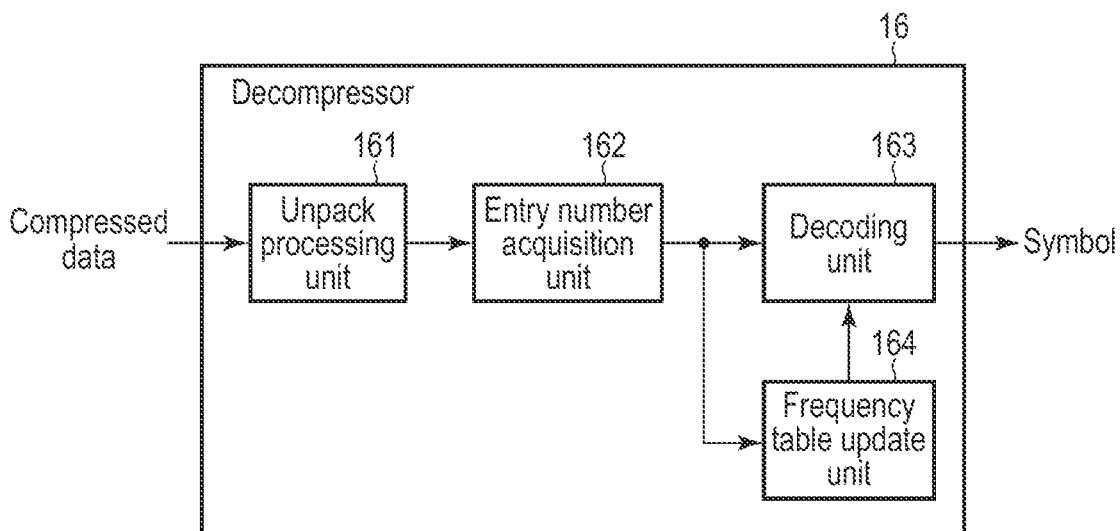 16
Decompressor
161
162
163
Compressed
data
Unpack
processing
unit
Entry number
acquisition
unit
Decoding
unit
Symbol
164
Frequency
table update
unit